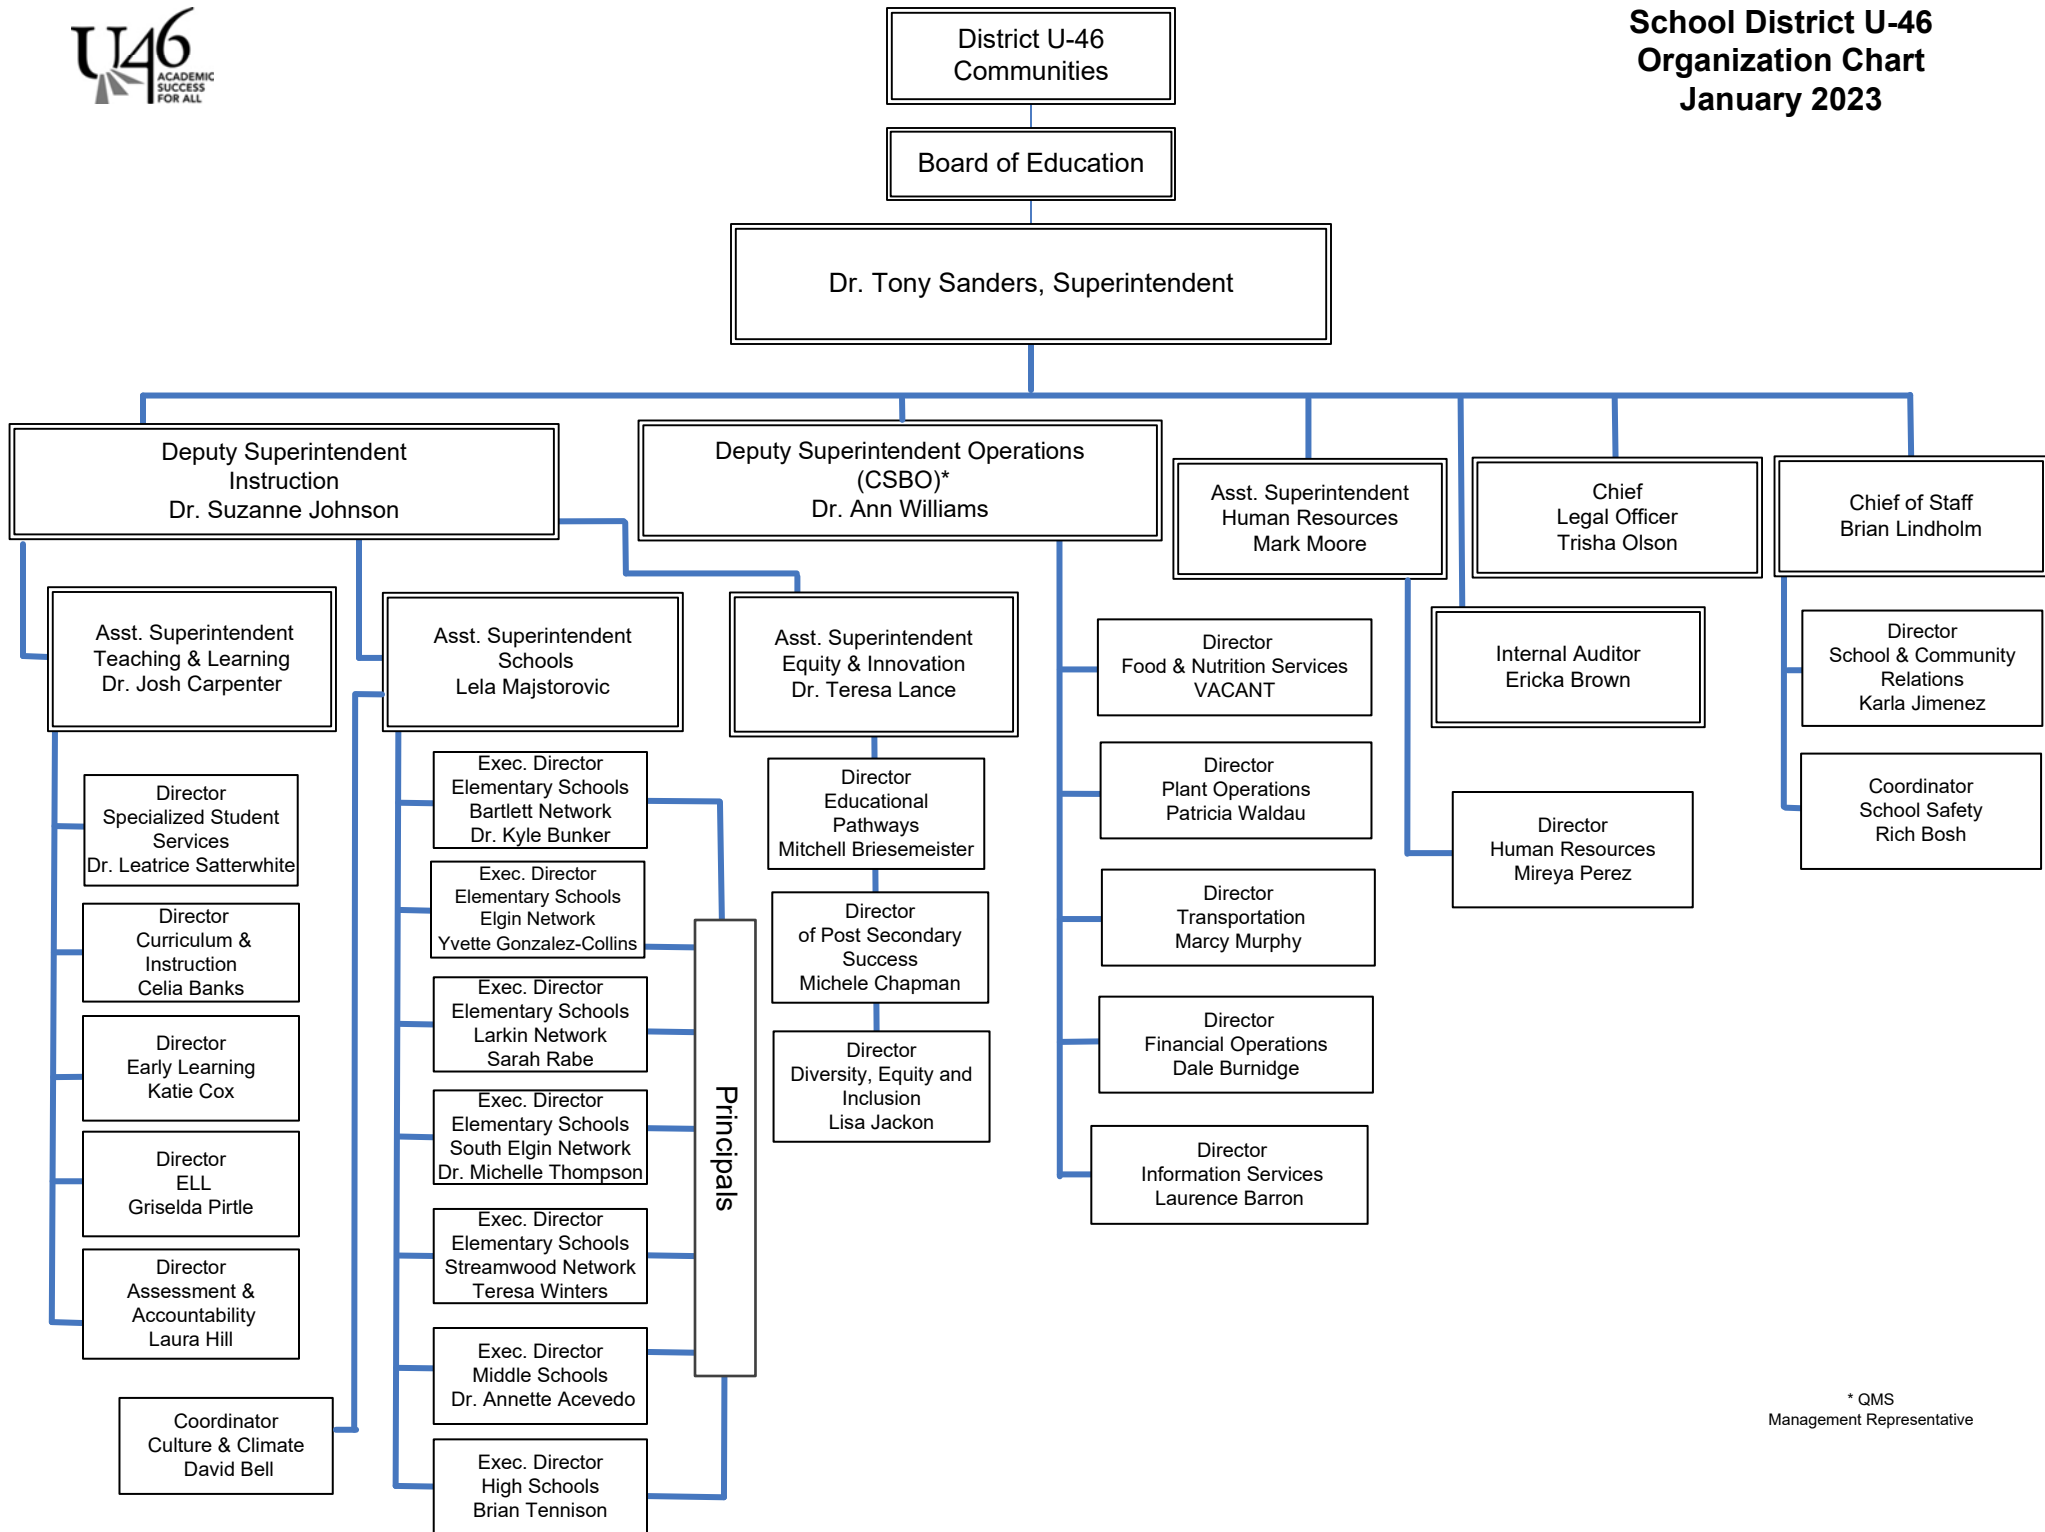 U46
ACADEMIC
SUCCESS
FOR ALL
School District U-46
Organization Chart
January 2023
District U-46
Communities
Board of Education
Dr. Tony Sanders, Superintendent
Deputy Superintendent
Instruction
Dr. Suzanne Johnson
Deputy Superintendent Operations
(CSBO)*
Dr. Ann Williams
Asst. Superintendent
Human Resources
Mark Moore
Chief
Legal Officer
Trisha Olson
Chief of Staff
Brian Lindholm
Asst. Superintendent
Teaching & Learning
Dr. Josh Carpenter
Asst. Superintendent
Schools
Lela Majstorovic
Asst. Superintendent
Equity & Innovation
Dr. Teresa Lance
Internal Auditor
Ericka Brown
Director
Specialized Student
Services
Dr. Leatrice Satterwhite
Director
Curriculum &
Instruction
Celia Banks
Director
Early Learning
Katie Cox
Director
ELL
Griselda Pirtle
Director
Assessment &
Accountability
Laura Hill
Coordinator
Culture & Climate
David Bell
Exec. Director
Elementary Schools
Bartlett Network
Dr. Kyle Bunker
Exec. Director
Elementary Schools
Elgin Network
Yvette Gonzalez-Collins
Exec. Director
Elementary Schools
Larkin Network
Sarah Rabe
Exec. Director
Elementary Schools
South Elgin Network
Dr. Michelle Thompson
Exec. Director
Elementary Schools
Streamwood Network
Teresa Winters
Exec. Director
Middle Schools
Dr. Annette Acevedo
Exec. Director
High Schools
Brian Tennison
Principals
Director
Educational
Pathways
Mitchell Briesemeister
Director
of Post Secondary
Success
Michele Chapman
Director
Diversity, Equity and
Inclusion
Lisa Jackon
Director
Food & Nutrition Services
VACANT
Director
Plant Operations
Patricia Waldau
Director
Transportation
Marcy Murphy
Director
Financial Operations
Dale Burnidge
Director
Information Services
Laurence Barron
Director
Human Resources
Mireya Perez
Director
School & Community
Relations
Karla Jimenez
Coordinator
School Safety
Rich Bosh
* QMS
Management Representative